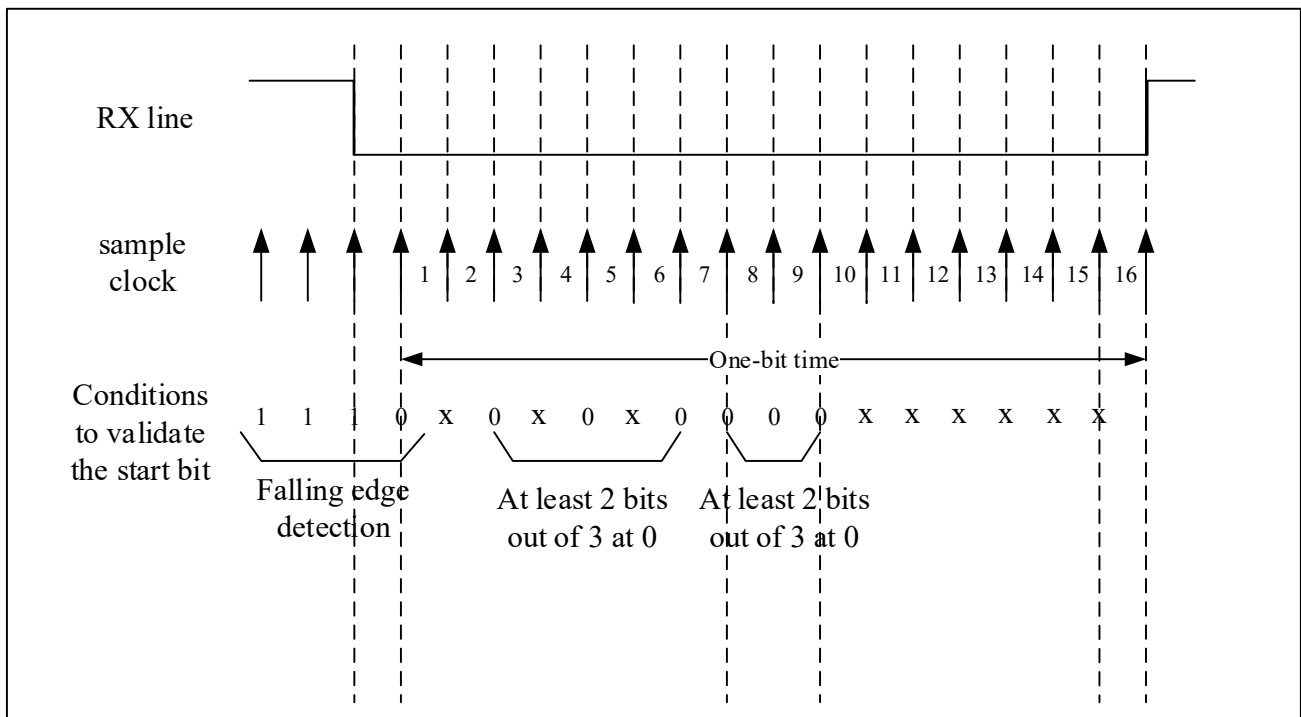 RX line
sample
clock
1 2 3 4 5 6 7 8 9 10 11 12 13 14 15 16
One-bit time
Conditions
to validate
the start bit
1 1 1 0 x 0 x 0 x 0 0 0 0 x x x x x x
Falling edge
detection
At least 2 bits
out of 3 at 0
At least 2 bits
out of 3 at 0